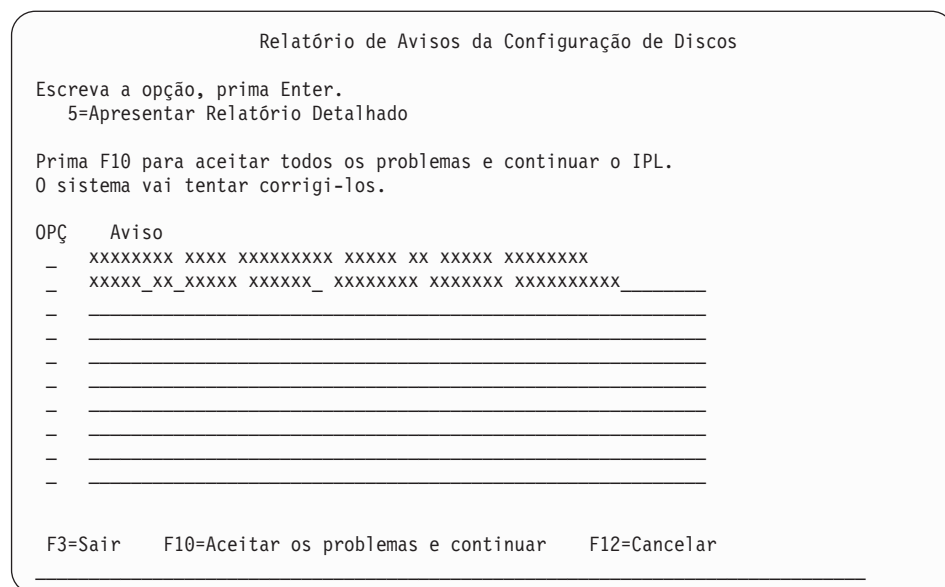 Relatório de Avisos da Configuração de Discos
Escreva a opção, prima Enter.
5=Apresentar Relatório Detalhado
Prima F10 para aceitar todos os problemas e continuar o IPL.
O sistema vai tentar corrigi-los.
OPÇ Aviso
_ xxxxxxxx xxxx xxxxxxxxx xxxxx xx xxxxx xxxxxxxx
_ xxxxx_xx_xxxxx xxxxxx_ xxxxxxxx xxxxxxx xxxxxxxxxx________
F3=Sair F10=Aceitar os problemas e continuar F12=Cancelar